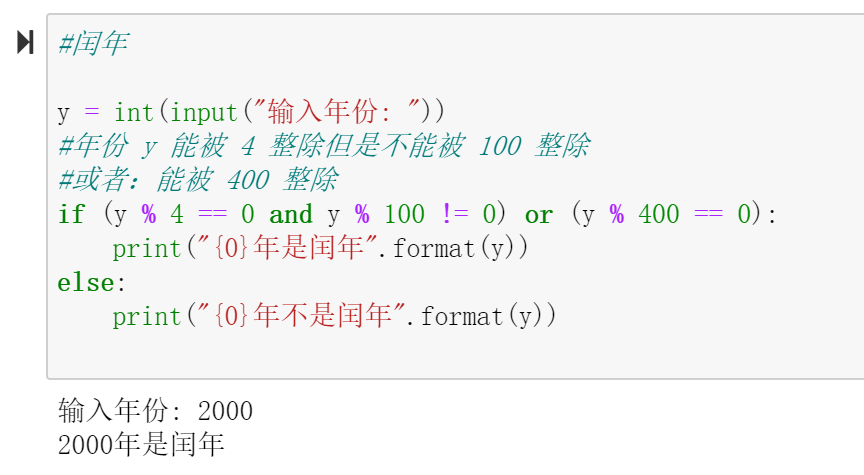 #闰年
y = int(input("输入年份: "))
#年份 y 能被 4 整除但是不能被 100 整除
#或者: 能被 400 整除
if (y % 4 == 0 and y % 100 != 0) or (y % 400 == 0):
    print("{0}年是闰年".format(y))
else:
    print("{0}年不是闰年".format(y))
输入年份: 2000
2000年是闰年